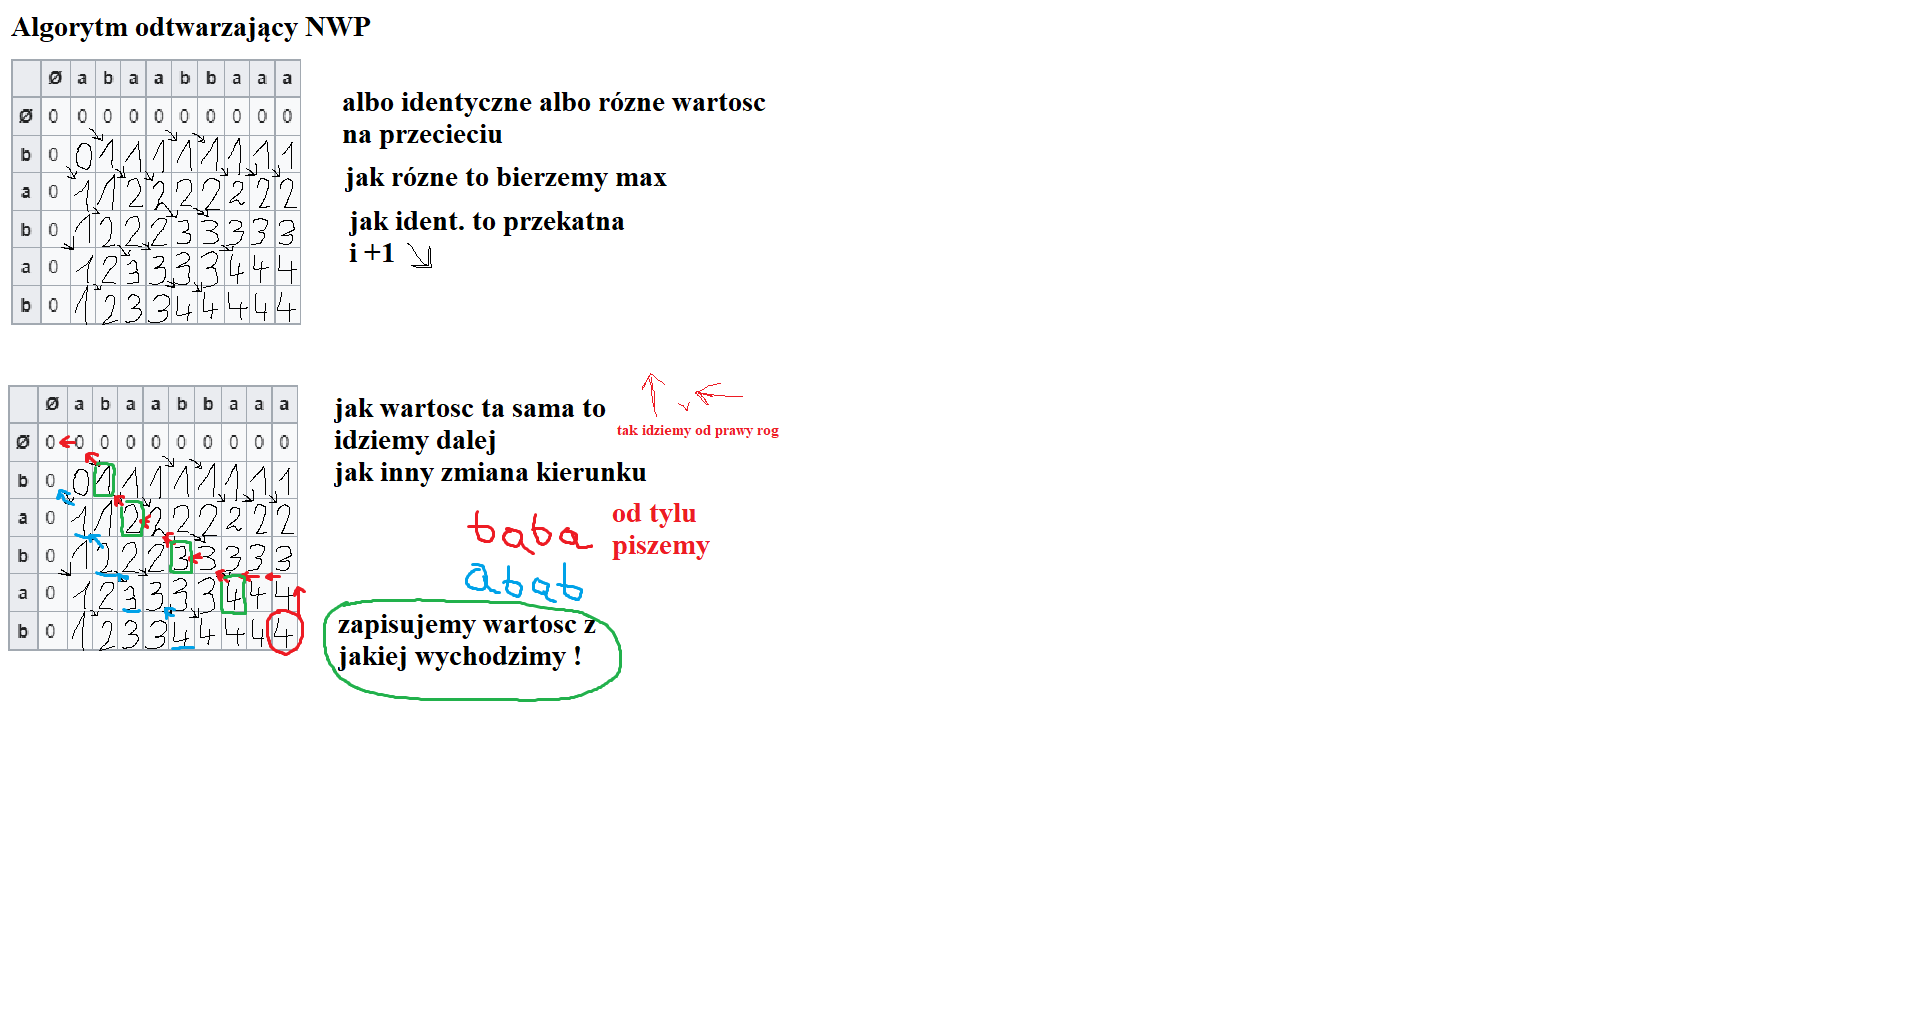 Algorytm odtwarzający NWP
Ø a b a a b b a a a
Ø 0 0 0 0 0 0 0 0 0 0
b 0 0 1 1 1 1 1 1 1 1
a 0 1 1 2 2 2 2 2 2 2
b 0 1 2 2 2 3 3 3 3 3
a 0 1 2 3 3 3 3 4 4 4
b 0 1 2 3 3 4 4 4 4 4
albo identyczne albo rózne wartosc
na przecieciu
jak rózne to bierzemy max
jak ident. to przekatna
i +1
Ø a b a a b b a a a
Ø 0 0 0 0 0 0 0 0 0 0
b 0 0 1 1 1 1 1 1 1 1
a 0 1 1 2 2 2 2 2 2 2
b 0 1 2 2 2 3 3 3 3 3
a 0 1 2 3 3 3 3 4 4 4
b 0 1 2 3 3 4 4 4 4 4
jak wartosc ta sama to
idziemy dalej
jak inny zmiana kierunku
tak idziemy od prawy rog
baba
od tylu
piszemy
abab
zapisujemy wartosc z
jakiej wychodzimy !